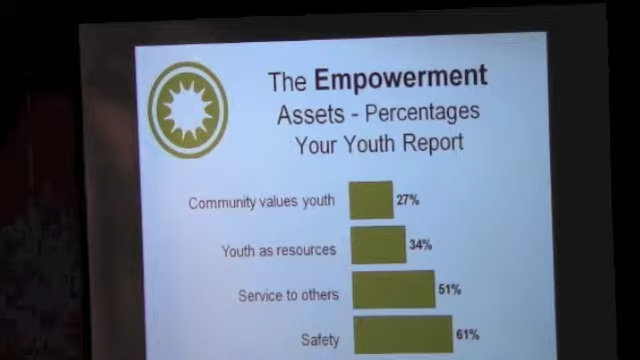 The Empowerment
Assets - Percentages
Your Youth Report
Community values youth 27%
Youth as resources 34%
Service to others 51%
Safety 61%